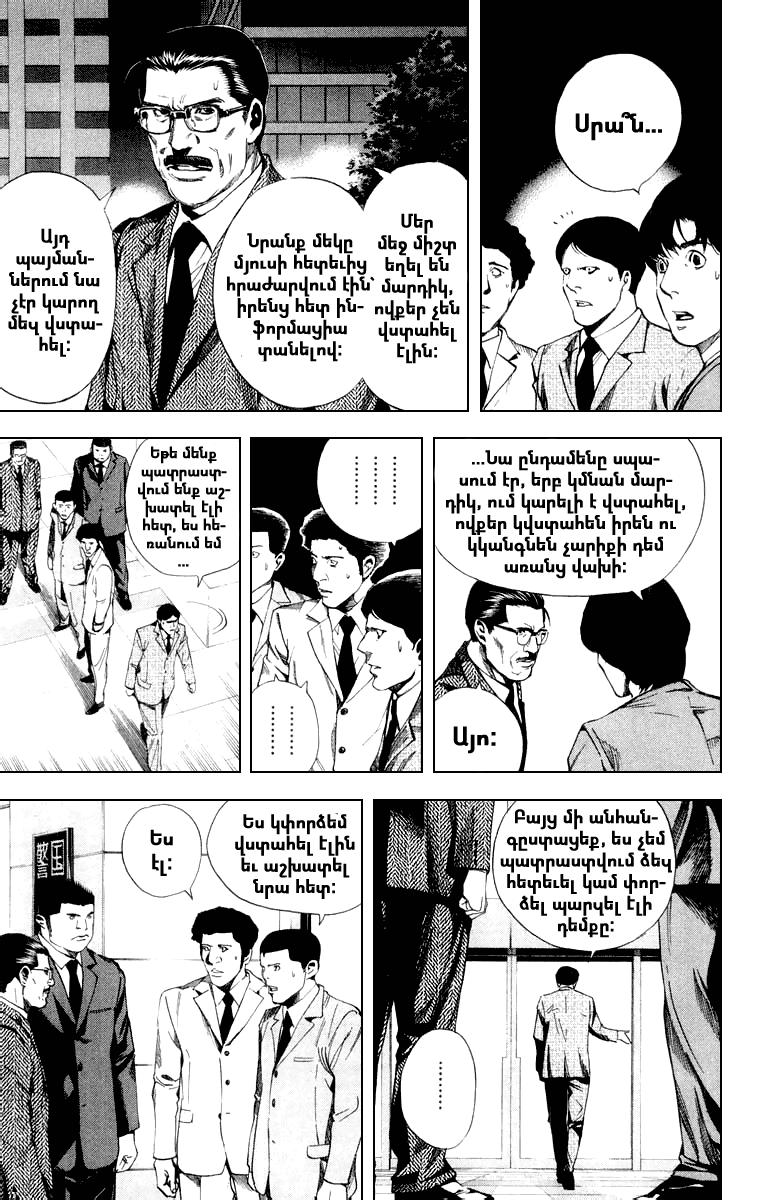 Սրա՞ն...
Մեր
մեջ միշտ
եղել են
մարդիկ,
ովքեր չեն
վստահել
Էլին:
Նրանք մեկը
մյուսի հետեւից
հրաժարվում էին՝
իրենց հետ ին-
ֆորմացիա
տանելով:
Այդ
պայման-
ներում նա
չէր կարող
մեզ վստա-
հել:
...Նա ընդամենը սպա-
սում էր, երբ կմնան մար-
դիկ, ում կարելի է վստահել,
ովքեր կվստահեն իրեն ու
կկանգնեն չարիքի դեմ
առանց վախի:
Այո:
Եթե մենք
պատրաստ-
վում ենք աշ-
խատել Էլի
հետ, ես հե-
ռանում եմ
...
Բայց մի անհան-
գըստացեք, ես չեմ
պատրաստվում ձեզ
հետեւել կամ փոր-
ձել պարզել Էլի
դեմքը:
Ես կփորձեմ
վստահել Էլին
եւ աշխատել
նրա հետ:
Ես
էլ:
警